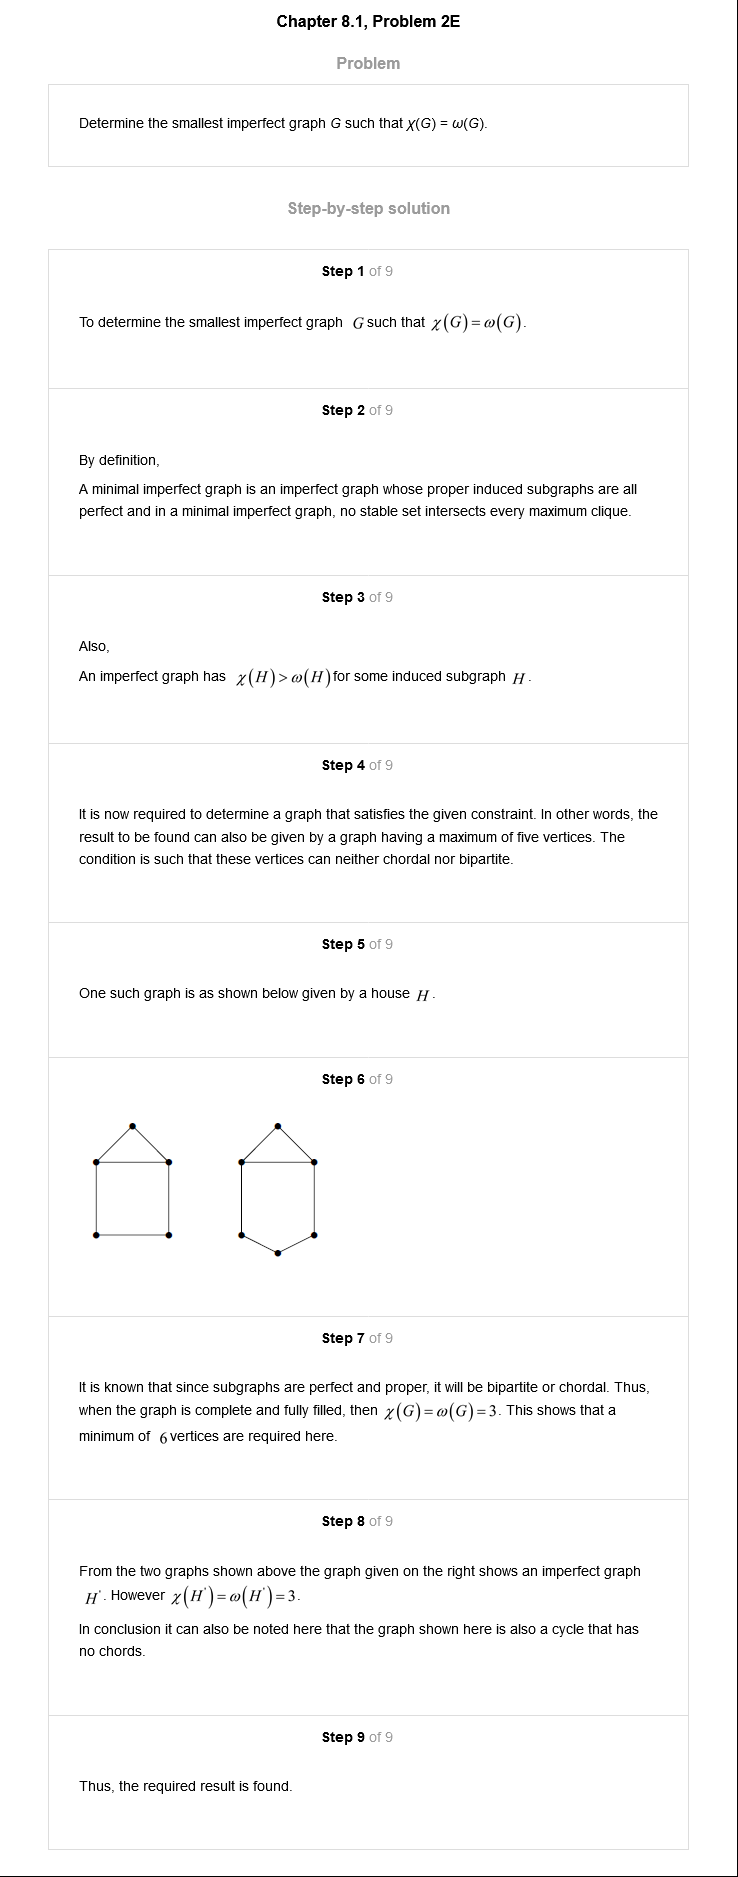 Chapter 8.1, Problem 2E
Problem
Determine the smallest imperfect graph G such that χ(G) = ω(G).
Step-by-step solution
Step 1 of 9
To determine the smallest imperfect graph G such that χ(G)=ω(G).
Step 2 of 9
By definition,
A minimal imperfect graph is an imperfect graph whose proper induced subgraphs are all
perfect and in a minimal imperfect graph, no stable set intersects every maximum clique.
Step 3 of 9
Also,
An imperfect graph has χ(H)>ω(H) for some induced subgraph H.
Step 4 of 9
It is now required to determine a graph that satisfies the given constraint. In other words, the
result to be found can also be given by a graph having a maximum of five vertices. The
condition is such that these vertices can neither chordal nor bipartite.
Step 5 of 9
One such graph is as shown below given by a house H.
Step 6 of 9
Step 7 of 9
It is known that since subgraphs are perfect and proper, it will be bipartite or chordal. Thus,
when the graph is complete and fully filled, then χ(G)=ω(G)=3. This shows that a
minimum of 6 vertices are required here.
Step 8 of 9
From the two graphs shown above the graph given on the right shows an imperfect graph
H'. However χ(H')=ω(H')=3.
In conclusion it can also be noted here that the graph shown here is also a cycle that has
no chords.
Step 9 of 9
Thus, the required result is found.